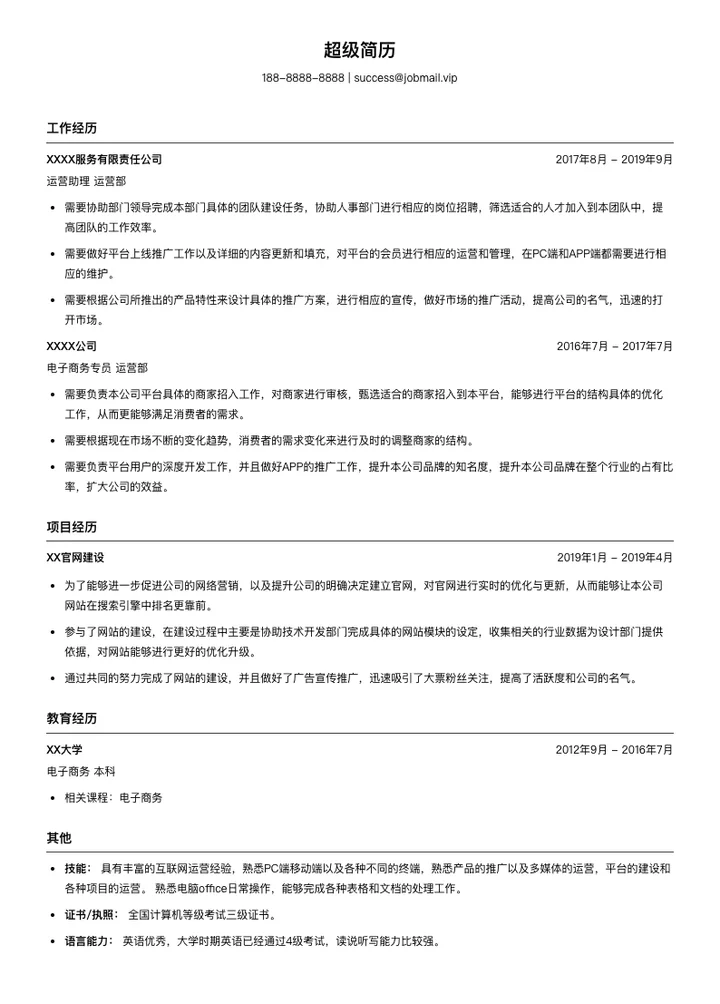 超级简历
188-8888-8888 | success@jobmail.vip
工作经历
XXXX服务有限责任公司 2017年8月 – 2019年9月
运营助理 运营部
• 需要协助部门领导完成本部门具体的团队建设任务，协助人事部门进行相应的岗位招聘，筛选适合的人才加入到本团队中，提
高团队的工作效率。
• 需要做好平台上线推广工作以及详细的内容更新和填充，对平台的会员进行相应的运营和管理，在PC端和APP端都需要进行相
应的维护。
• 需要根据公司所推出的产品特性来设计具体的推广方案，进行相应的宣传，做好市场的推广活动，提高公司的名气，迅速的打
开市场。
XXXX公司 2016年7月 – 2017年7月
电子商务专员 运营部
• 需要负责本公司平台具体的商家招入工作，对商家进行审核，甄选适合的商家招入到本平台，能够进行平台的结构具体的优化
工作，从而更能够满足消费者的需求。
• 需要根据现在市场不断的变化趋势，消费者的需求变化来进行及时的调整商家的结构。
• 需要负责平台用户的深度开发工作，并且做好APP的推广工作，提升本公司品牌的知名度，提升本公司品牌在整个行业的占有比
率，扩大公司的效益。
项目经历
XX官网建设 2019年1月 – 2019年4月
• 为了能够进一步促进公司的网络营销，以及提升公司的明确决定建立官网，对官网进行实时的优化与更新，从而能够让本公司
网站在搜索引擎中排名更靠前。
• 参与了网站的建设，在建设过程中主要是协助技术开发部门完成具体的网站模块的设定，收集相关的行业数据为设计部门提供
依据，对网站能够进行更好的优化升级。
• 通过共同的努力完成了网站的建设，并且做好了广告宣传推广，迅速吸引了大票粉丝关注，提高了活跃度和公司的名气。
教育经历
XX大学 2012年9月 – 2016年7月
电子商务 本科
• 相关课程：电子商务
其他
• 技能： 具有丰富的互联网运营经验，熟悉PC端移动端以及各种不同的终端，熟悉产品的推广以及多媒体的运营，平台的建设和
各种项目的运营。 熟悉电脑office日常操作，能够完成各种表格和文档的处理工作。
• 证书/执照： 全国计算机等级考试三级证书。
• 语言能力： 英语优秀，大学时期英语已经通过4级考试，读说听写能力比较强。